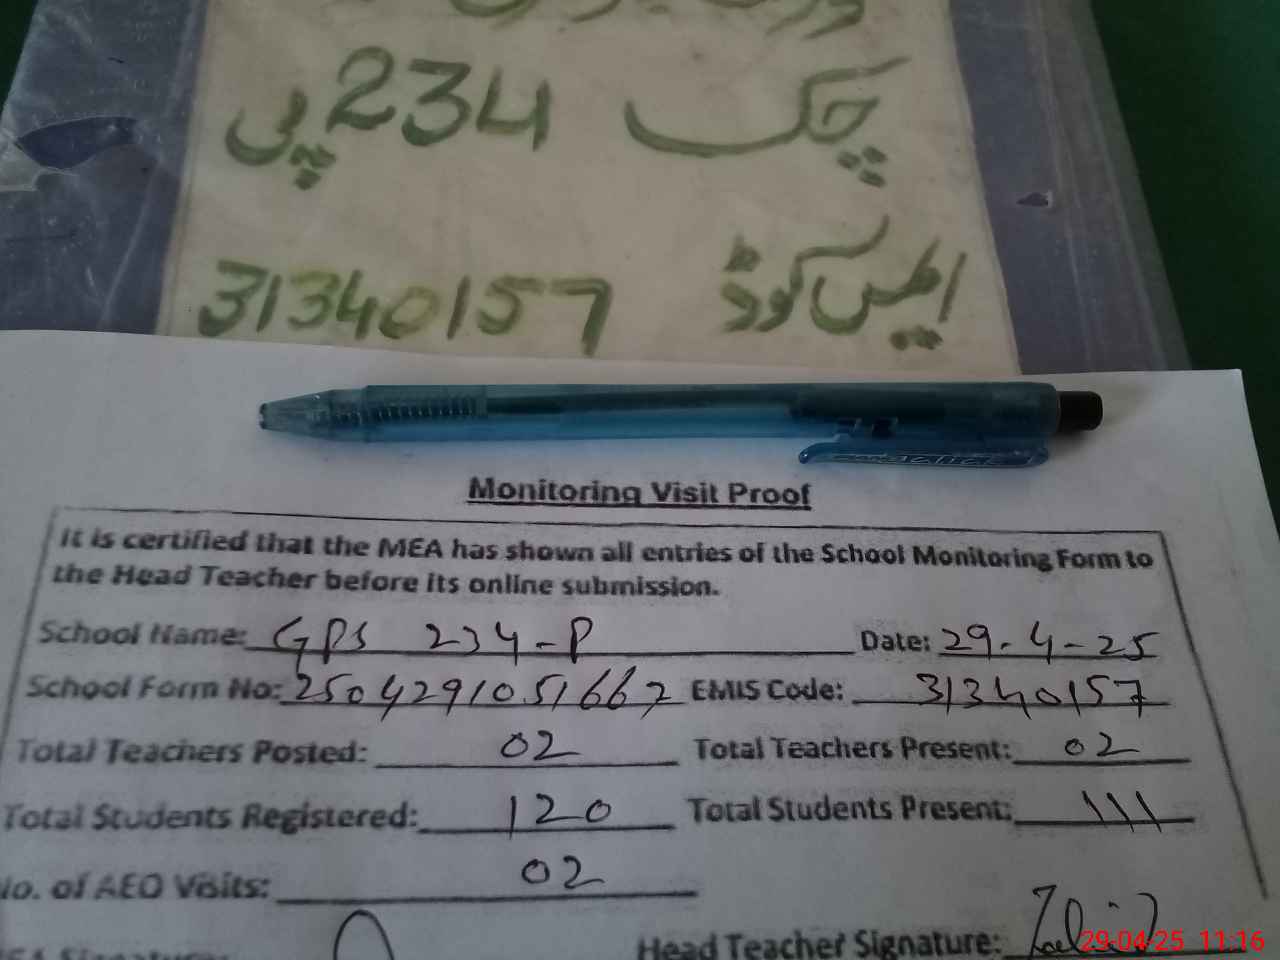 چک 234 پی
ایمس کوڈ 31340157
Monitoring Visit Proof
It is certified that the MEA has shown all entries of the School Monitoring Form to
the Head Teacher before its online submission.
School Name: GPS 234-P Date: 29-4-25
School Form No: 2504291051667 EMIS Code: 31340157
Total Teachers Posted: 02 Total Teachers Present: 02
Total Students Registered: 120 Total Students Present: 111
No. of AEO Visits: 02
Head Teacher Signature:
29-04-25 11:16